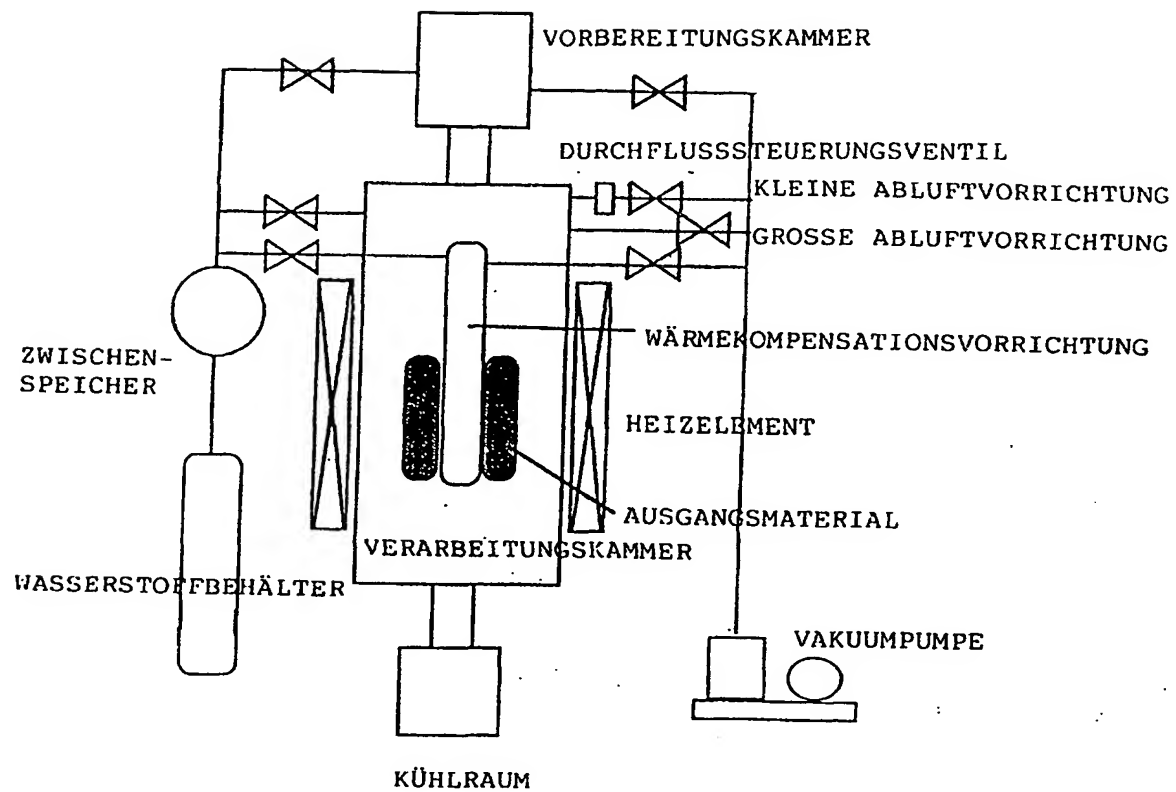 VORBEREITUNGSKAMMER
DURCHFLUSSSTEUERUNGSVENTIL
KLEINE ABLUFTVORRICHTUNG
GROSSE ABLUFTVORRICHTUNG
WÄRMEKOMPENSATIONSVORRICHTUNG
ZWISCHEN-
SPEICHER
HEIZELEMENT
AUSGANGSMATERIAL
VERARBEITUNGSKAMMER
WASSERSTOFFBEHÄLTER
VAKUUMPUMPE
KÜHLRAUM